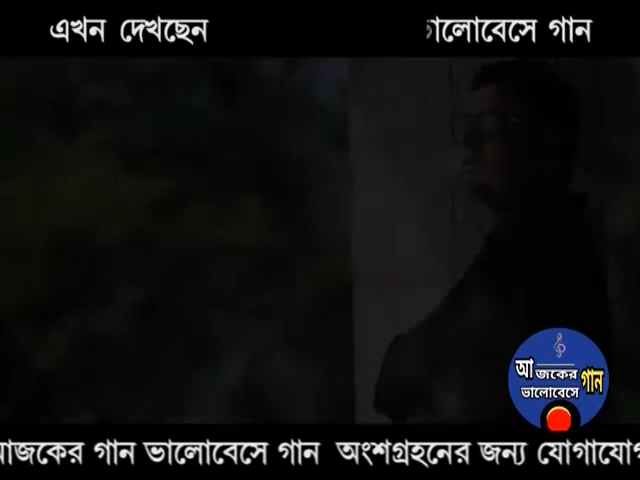 এখন দেখছেন
ভালোবেসে গান
আ জকের গান
ভালোবেসে
আজকের গান ভালোবেসে গান অংশগ্রহনের জন্য যোগাযোগ